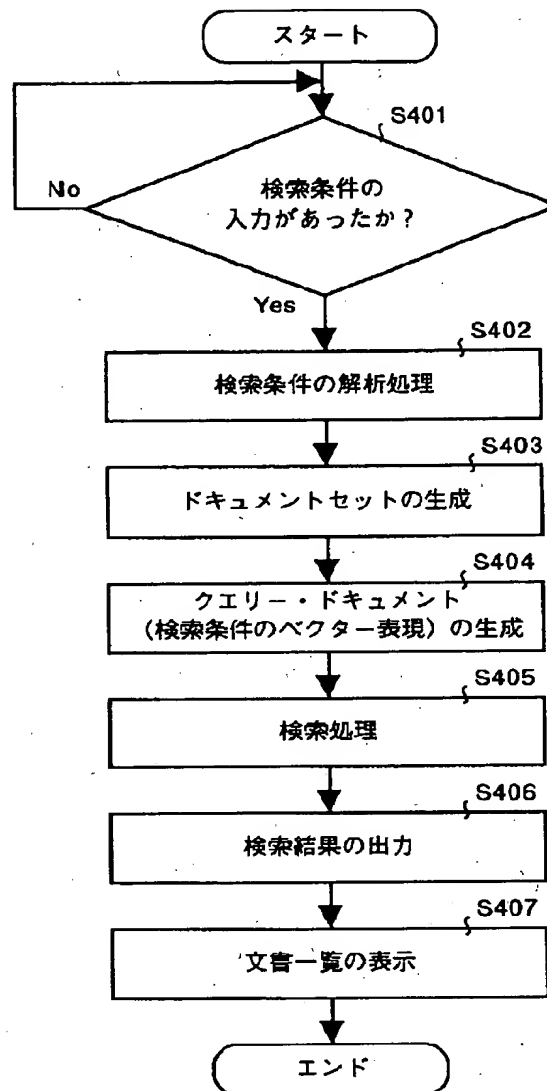 スタート
S401
No
検索条件の
入力があったか？
Yes
S402
検索条件の解析処理
S403
ドキュメントセットの生成
S404
クエリー・ドキュメント
（検索条件のベクター表現）の生成
S405
検索処理
S406
検索結果の出力
S407
文書一覧の表示
エンド